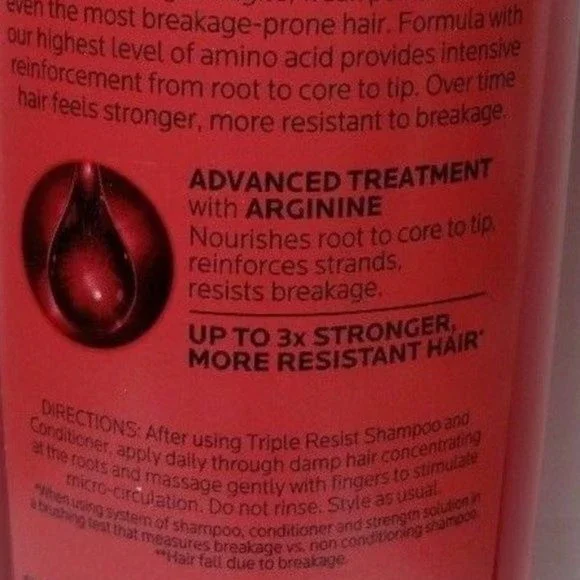 even the most breakage-prone hair. Formula with
our highest level of amino acid provides intensive
reinforcement from root to core to tip. Over time
hair feels stronger, more resistant to breakage.
ADVANCED TREATMENT
with ARGININE
Nourishes root to core to tip,
reinforces strands,
resists breakage.
UP TO 3x STRONGER,
MORE RESISTANT HAIR*
DIRECTIONS: After using Triple Resist Shampoo and
Conditioner, apply daily through damp hair concentrating
at the roots and massage gently with fingers to stimulate
micro-circulation. Do not rinse. Style as usual.
*When using system of shampoo, conditioner and strength solution in
a brushing test that measures breakage vs. non conditioning shampoo.
**Hair fall due to breakage.